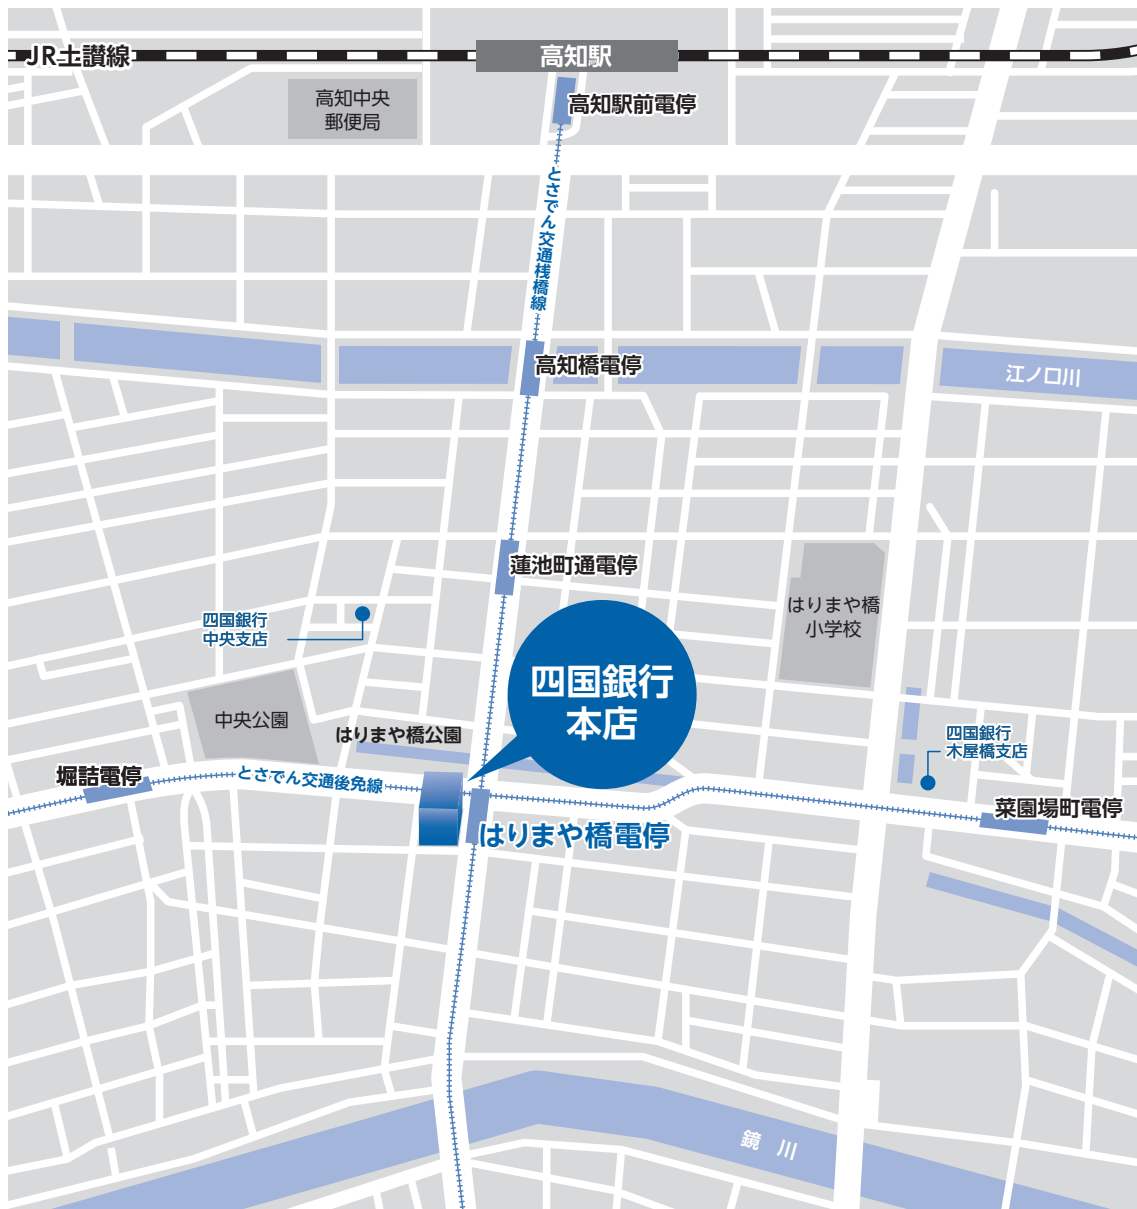 JR土讃線
高知駅
高知中央
郵便局
高知駅前電停
とさでん交通桟橋線
高知橋電停
江ノ口川
蓮池町通電停
はりまや橋
小学校
四国銀行
中央支店
四国銀行
本店
中央公園
はりまや橋公園
四国銀行
木屋橋支店
堀詰電停
とさでん交通後免線
菜園場町電停
はりまや橋電停
鏡川